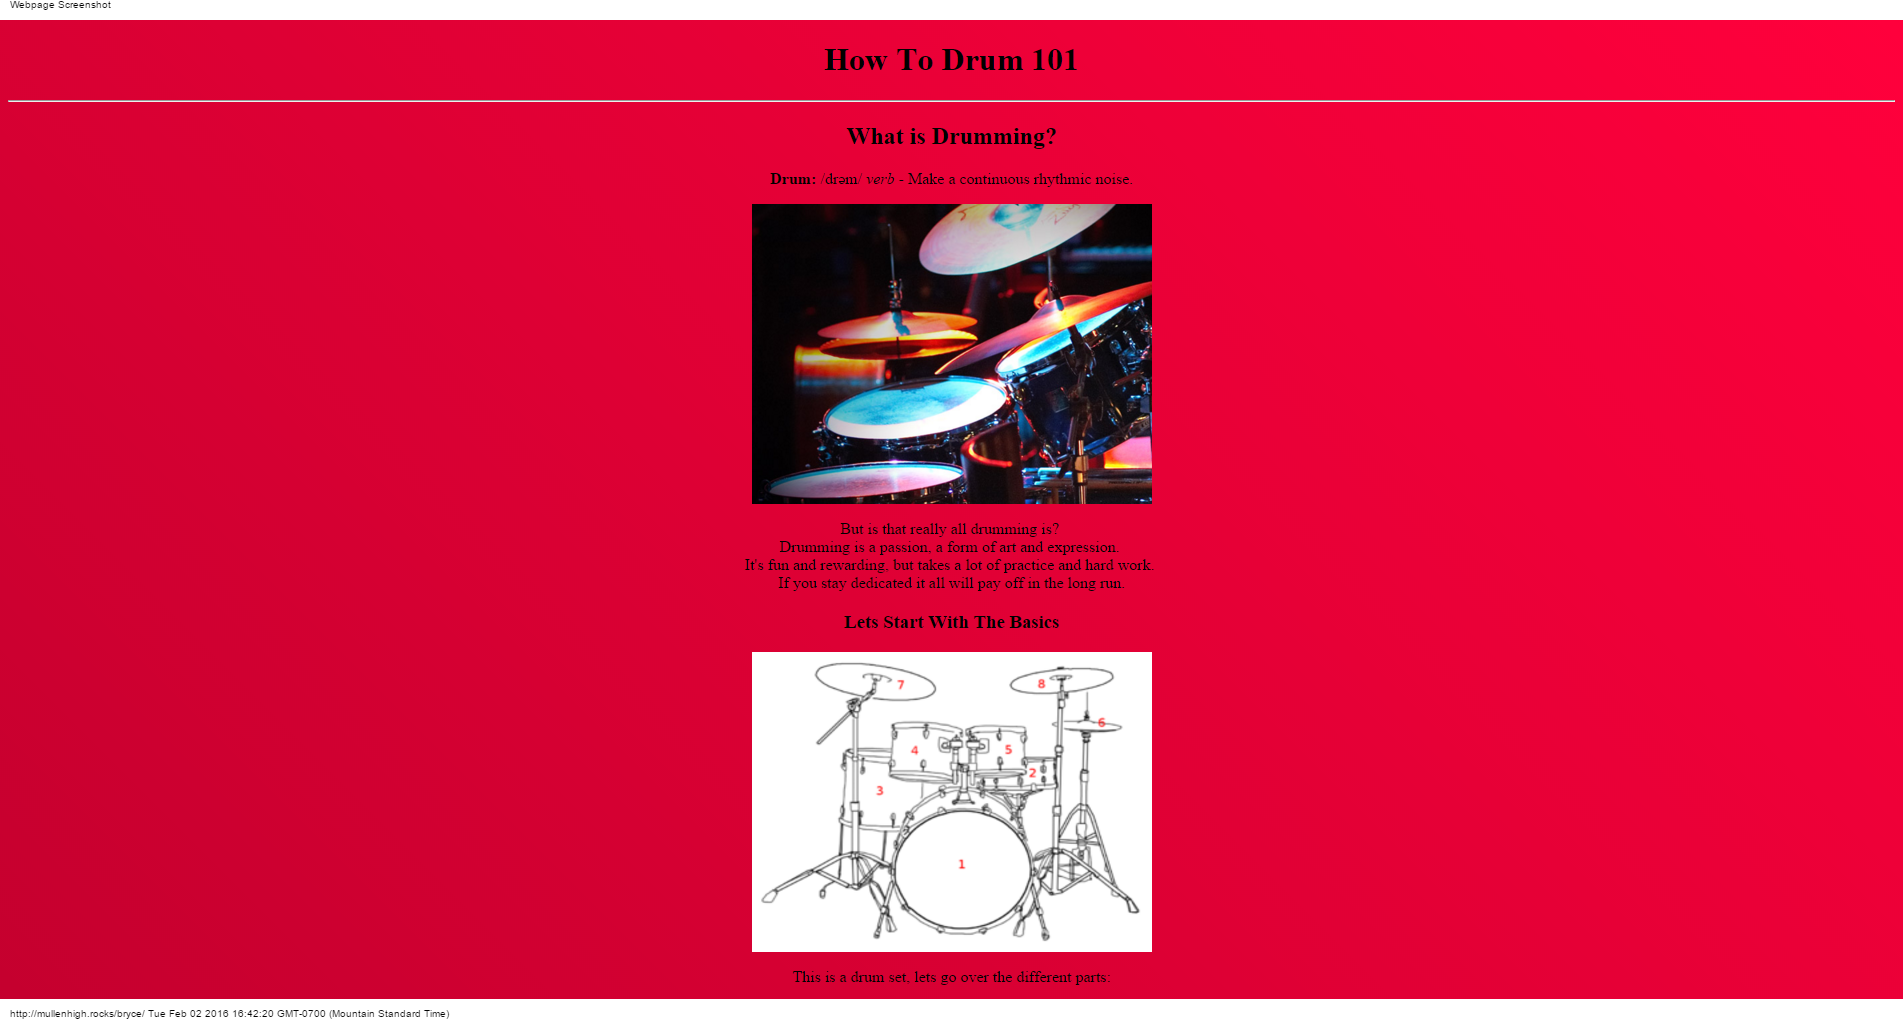 Webpage Screenshot
How To Drum 101
What is Drumming?
Drum: /drəm/ verb - Make a continuous rhythmic noise.
But is that really all drumming is?
Drumming is a passion, a form of art and expression.
It's fun and rewarding, but takes a lot of practice and hard work.
If you stay dedicated it all will pay off in the long run.
Lets Start With The Basics
7
8
6
4
5
2
3
1
This is a drum set, lets go over the different parts:
http://mullenhigh.rocks/bryce/ Tue Feb 02 2016 16:42:20 GMT-0700 (Mountain Standard Time)